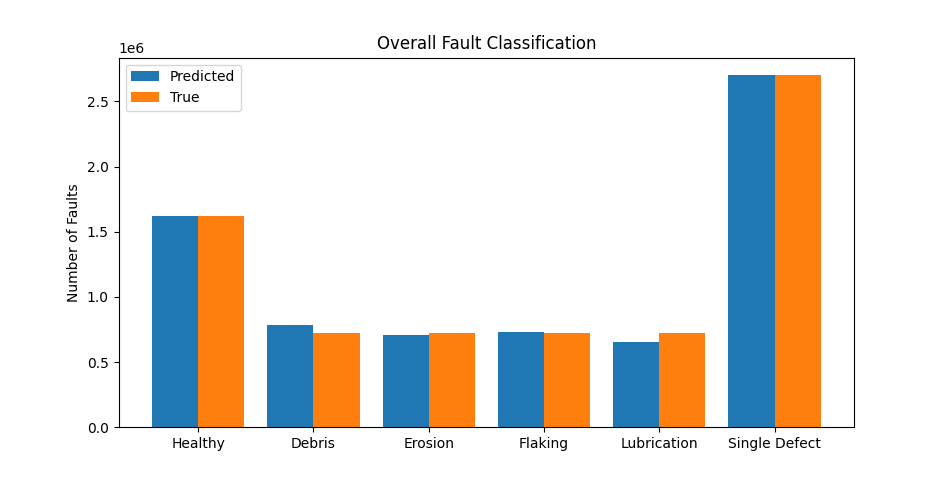 Overall Fault Classification
1e6
Predicted
True
2.5
2.0
1.5
1.0
0.5
0.0
Number of Faults
Healthy
Debris
Erosion
Flaking
Lubrication
Single Defect